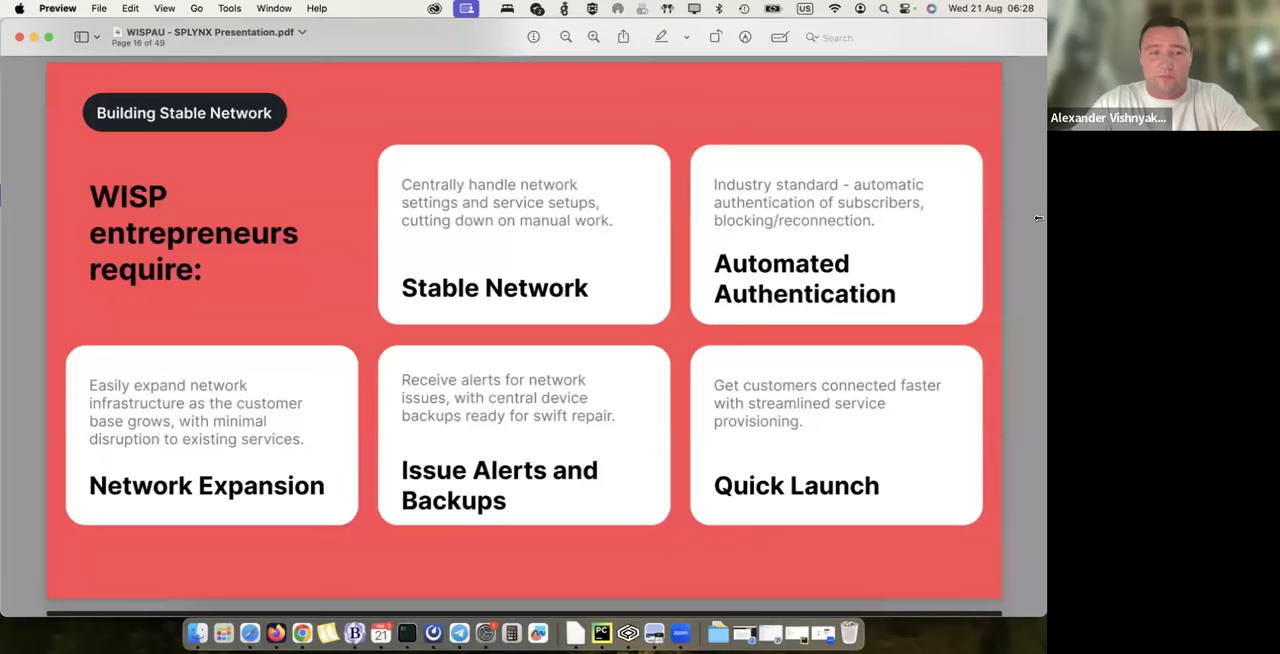 Preview File Edit View Go Tools Window Help
US
Wed 21 Aug 06:28
WISPAU - SPLYNX Presentation.pdf
Page 16 of 49
Search
Alexander Vishnyak...
Building Stable Network
WISP
entrepreneurs
require:
Centrally handle network
settings and service setups,
cutting down on manual work.
Stable Network
Industry standard - automatic
authentication of subscribers,
blocking/reconnection.
Automated
Authentication
Easily expand network
infrastructure as the customer
base grows, with minimal
disruption to existing services.
Network Expansion
Receive alerts for network
issues, with central device
backups ready for swift repair.
Issue Alerts and
Backups
Get customers connected faster
with streamlined service
provisioning.
Quick Launch
21
PC
zoom